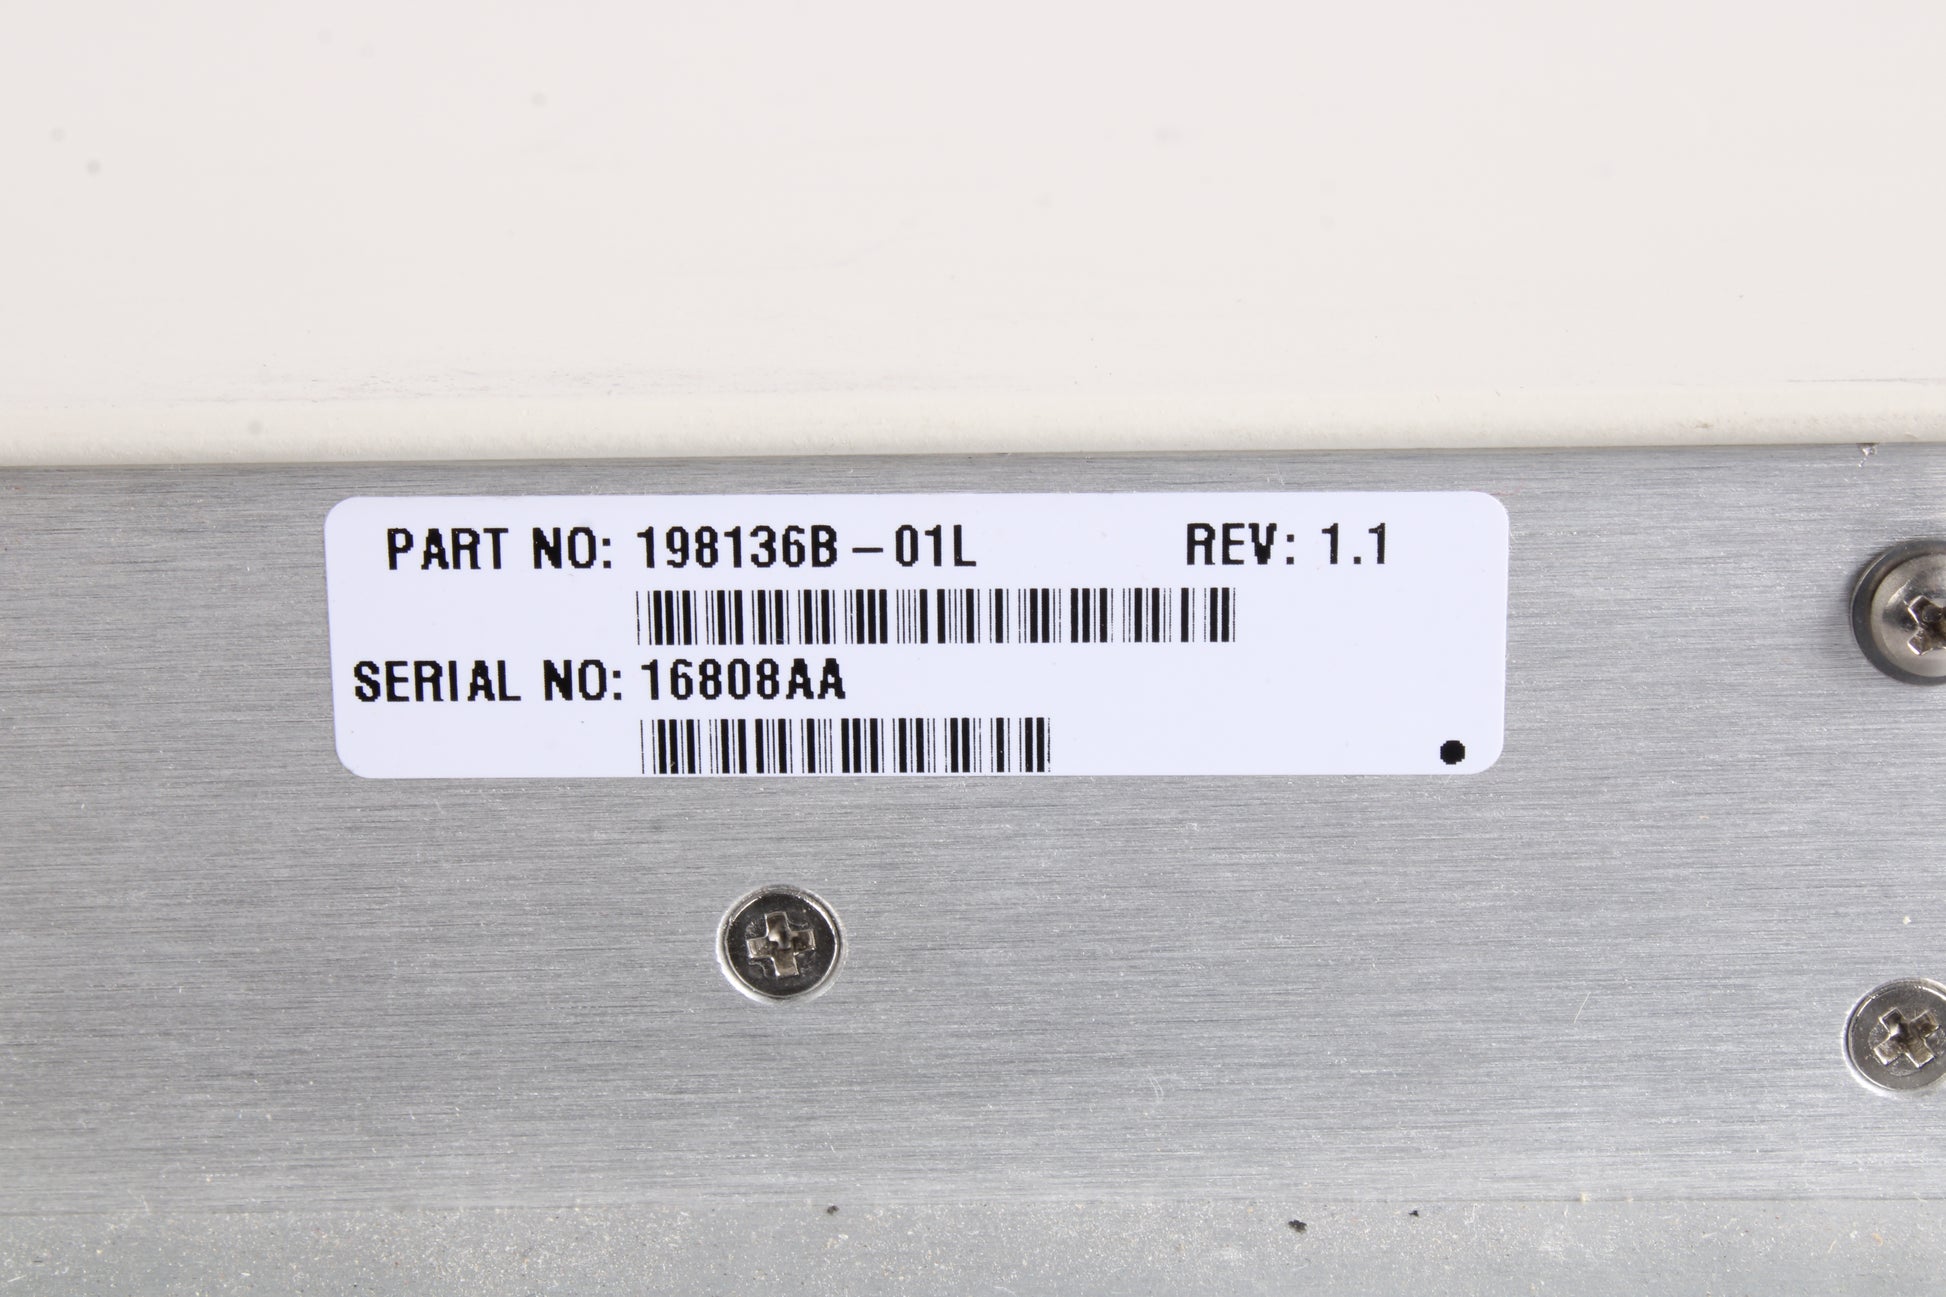 PART NO: 198136B-01L REV: 1.1
SERIAL NO: 16808AA